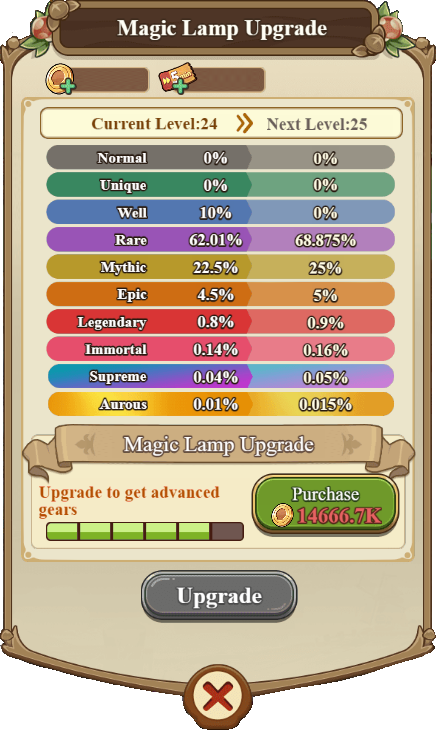 Magic Lamp Upgrade
Current Level:24 Next Level:25
Normal 0% 0%
Unique 0% 0%
Well 10% 0%
Rare 62.01% 68.875%
Mythic 22.5% 25%
Epic 4.5% 5%
Legendary 0.8% 0.9%
Immortal 0.14% 0.16%
Supreme 0.04% 0.05%
Aurous 0.01% 0.015%
Magic Lamp Upgrade
Upgrade to get advanced
gears
Purchase
14666.7K
Upgrade